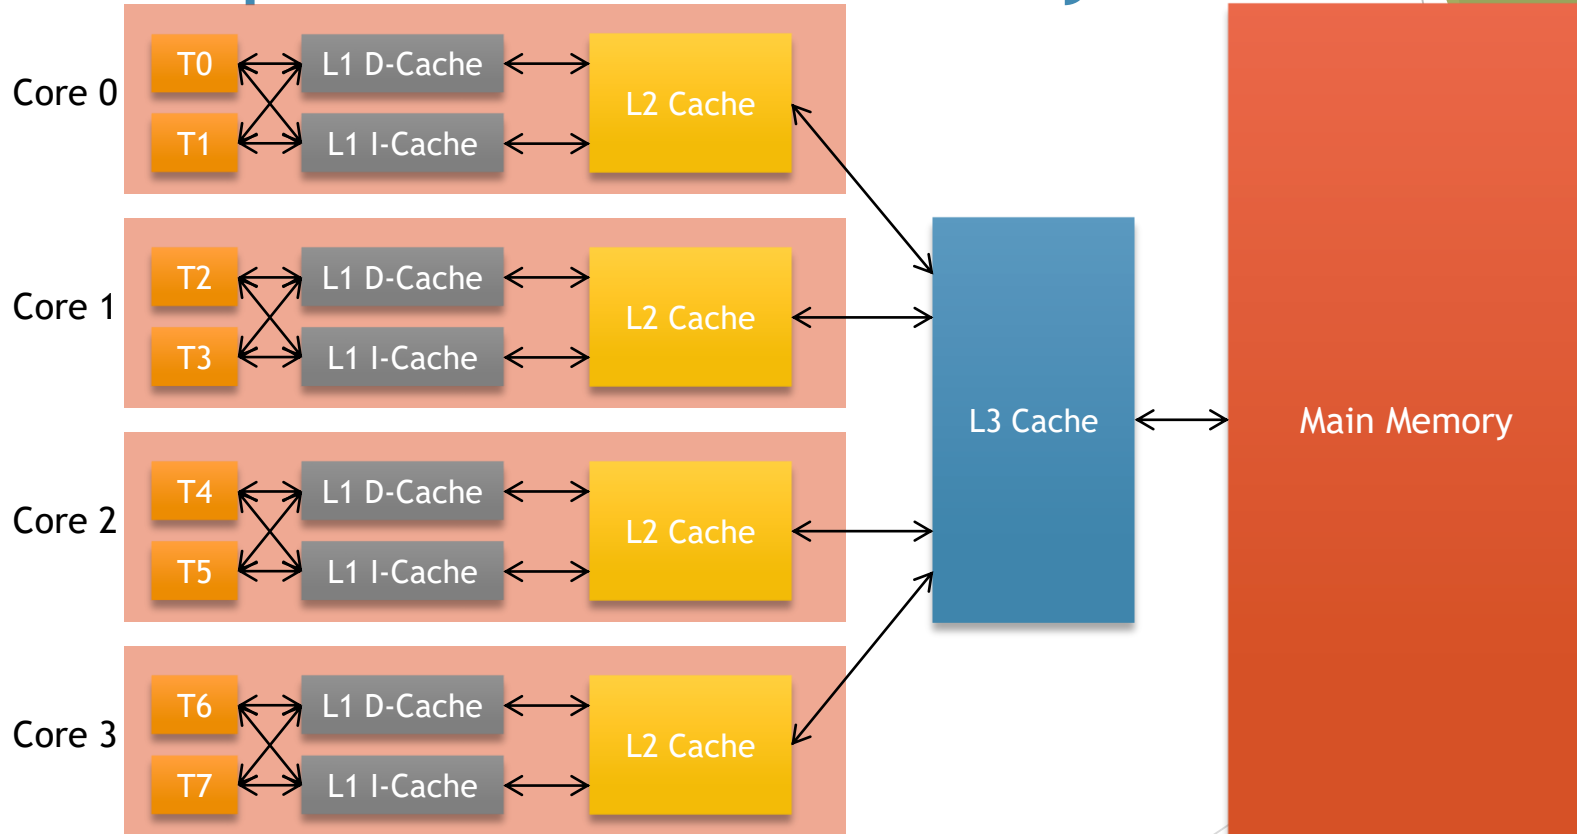 Core 0
T0
L1 D-Cache
T1
L1 I-Cache
L2 Cache
Core 1
T2
L1 D-Cache
T3
L1 I-Cache
L2 Cache
Core 2
T4
L1 D-Cache
T5
L1 I-Cache
L2 Cache
Core 3
T6
L1 D-Cache
T7
L1 I-Cache
L2 Cache
L3 Cache
Main Memory